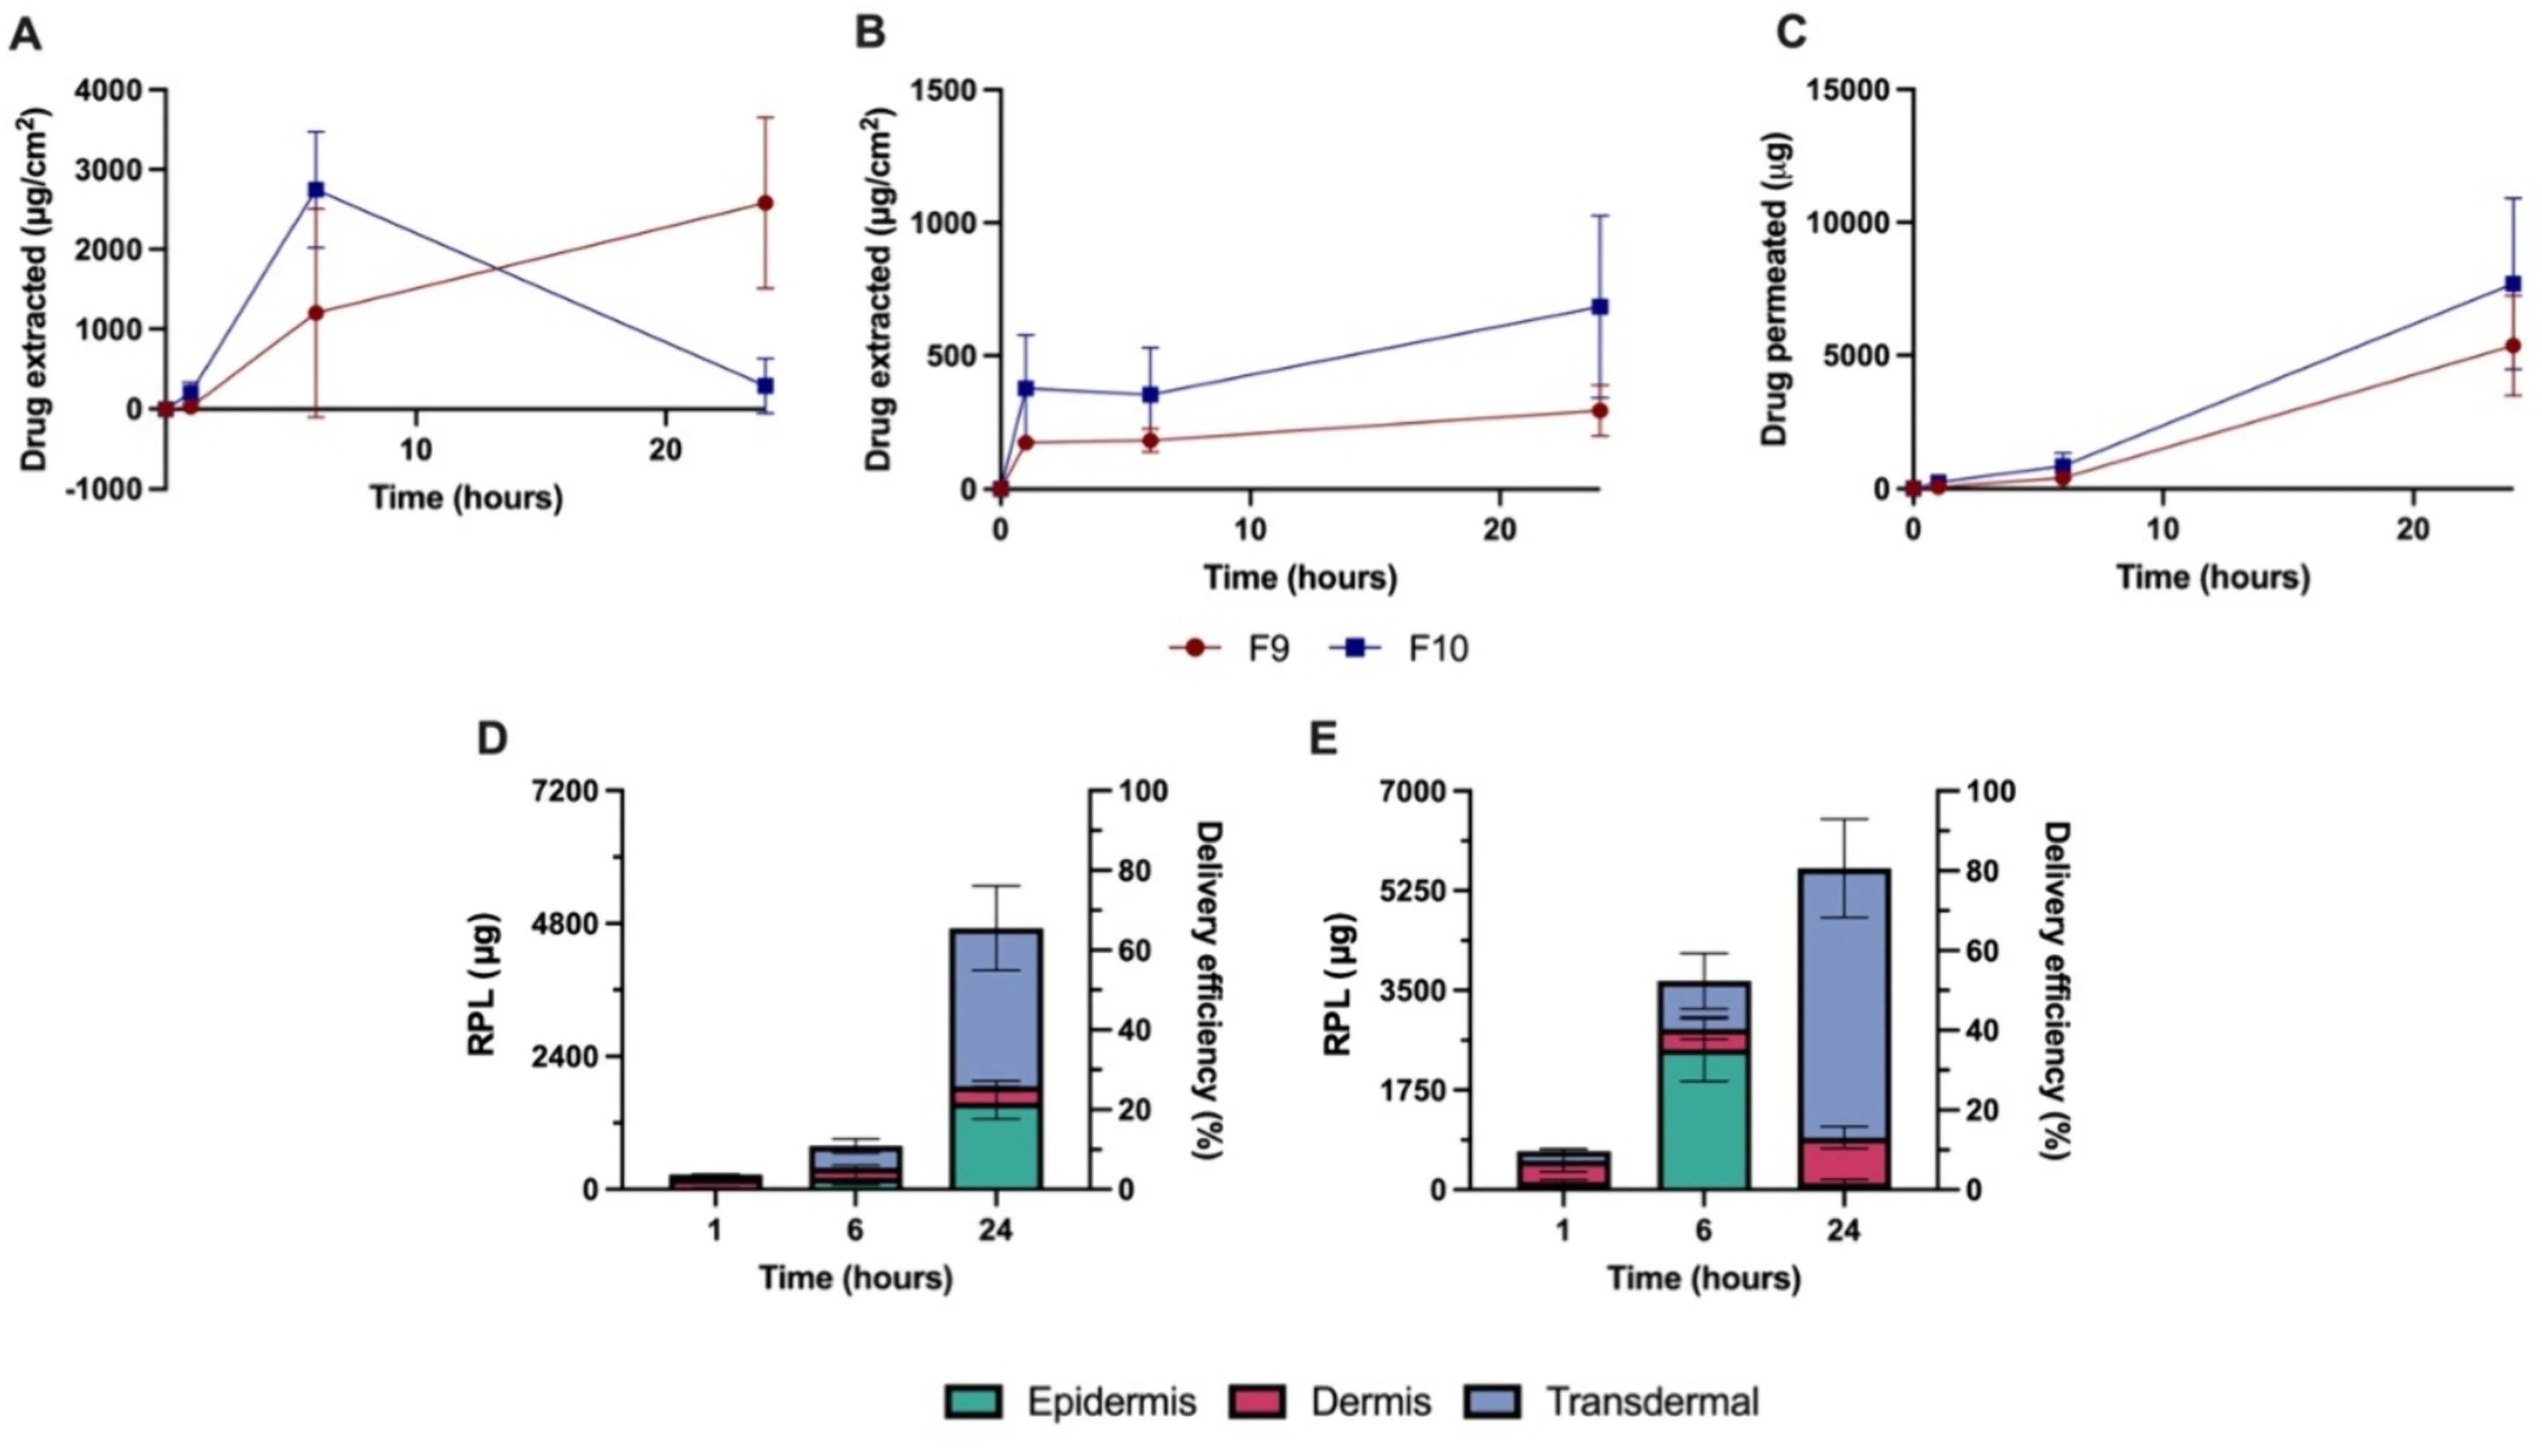 A
Drug extracted (µg/cm²)
4000
3000
2000
1000
0
-1000
10
20
Time (hours)
B
Drug extracted (µg/cm²)
1500
1000
500
0
0
10
20
Time (hours)
C
Drug permeated (µg)
15000
10000
5000
0
0
10
20
Time (hours)
F9
F10
D
RPL (µg)
7200
4800
2400
0
1
6
24
Time (hours)
100
80
60
40
20
0
Delivery efficiency (%)
E
RPL (µg)
7000
5250
3500
1750
0
1
6
24
Time (hours)
100
80
60
40
20
0
Delivery efficiency (%)
Epidermis
Dermis
Transdermal